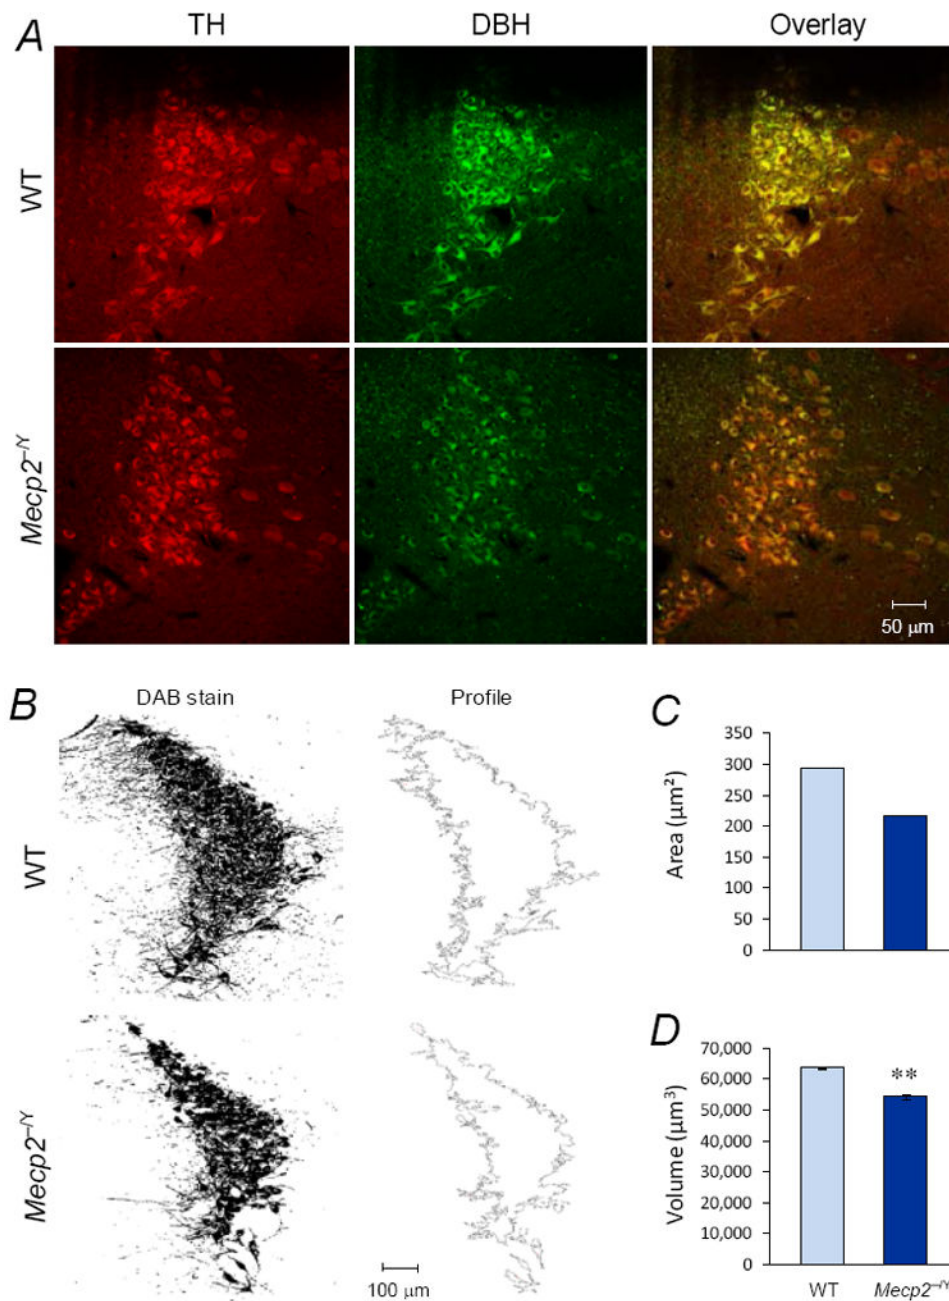 A
TH DBH Overlay
WT
Mecp2–/Y
50 μm
B
DAB stain Profile
WT
Mecp2–/Y
100 μm
C
Area (μm²)
350
300
250
200
150
100
50
0
D
Volume (μm³)
70,000
60,000
50,000
40,000
30,000
20,000
10,000
0
**
WT Mecp2–/Y